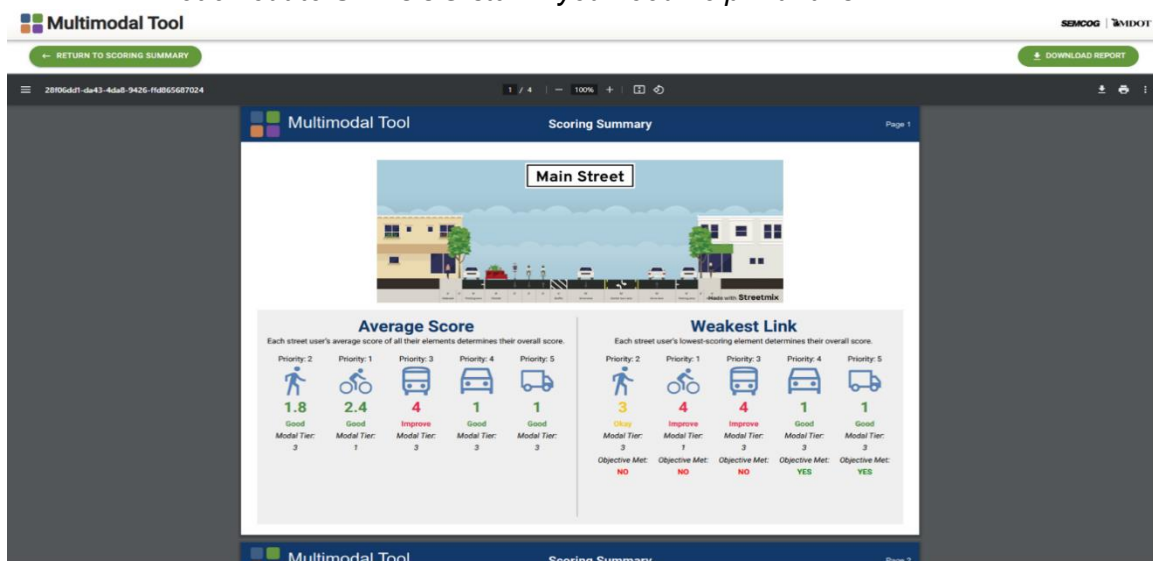 Multimodal Tool
SEMCOG | MDOT
← RETURN TO SCORING SUMMARY
DOWNLOAD REPORT
28f06dd1-da43-4da8-9426-ffd865687024
1 / 4 | — 100% +
Multimodal Tool Scoring Summary Page 1
Main Street
Made with Streetmix
Average Score
Each street user's average score of all their elements determines their overall score.
Priority: 2 Priority: 1 Priority: 3 Priority: 4 Priority: 5
1.8 2.4 4 1 1
Good Good Improve Good Good
Modal Tier: Modal Tier: Modal Tier: Modal Tier: Modal Tier:
3 1 3 3 3
Weakest Link
Each street user's lowest-scoring element determines their overall score.
Priority: 2 Priority: 1 Priority: 3 Priority: 4 Priority: 5
3 4 4 1 1
Okay Improve Improve Good Good
Modal Tier: Modal Tier: Modal Tier: Modal Tier: Modal Tier:
3 1 3 3 3
Objective Met: Objective Met: Objective Met: Objective Met: Objective Met:
NO NO NO YES YES
Multimodal Tool Scoring Summary Page 2